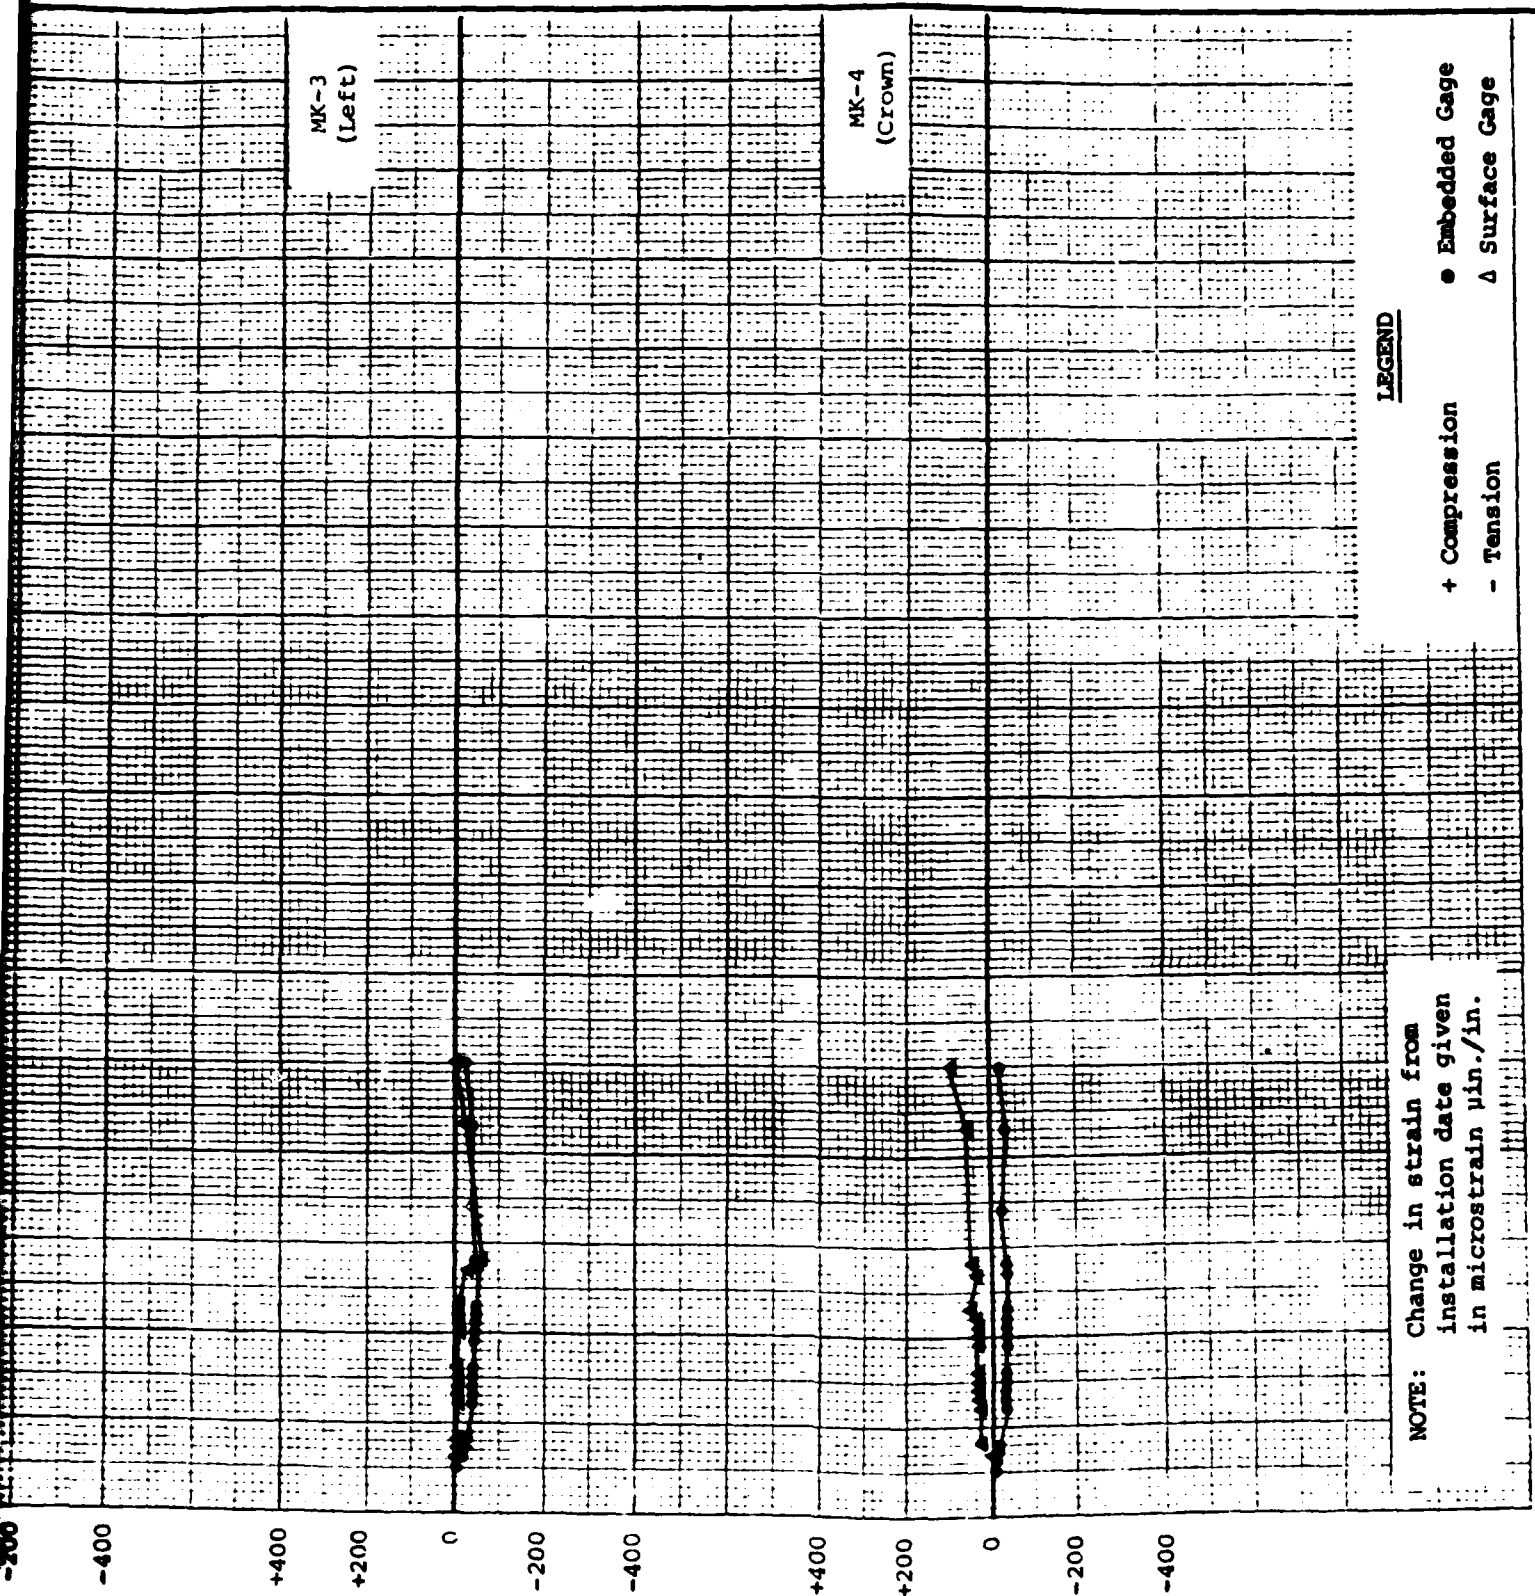 -200
-400
+400
+200
0
-200
-400
+400
+200
0
-200
-400
MK-3
(Left)
MK-4
(Crown)
LEGEND
+ Compression
- Tension
● Embedded Gage
Δ Surface Gage
NOTE: Change in strain from
installation date given
in microstrain µin./in.